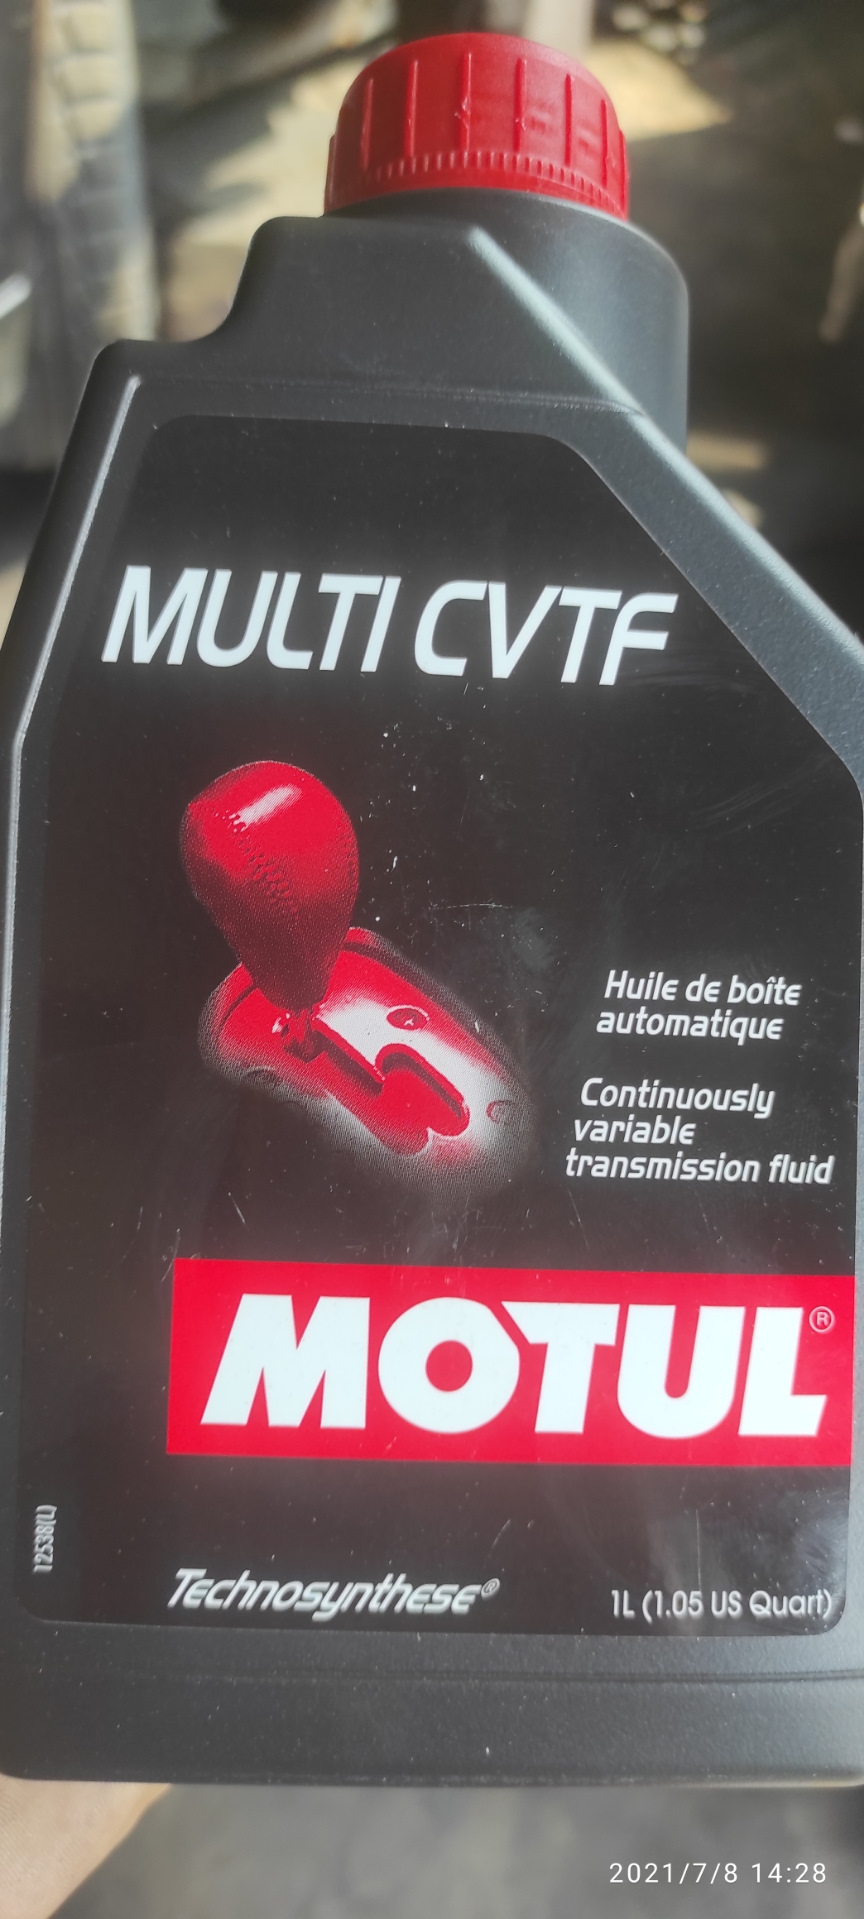 MULTI CVTF
Huile de boîte
automatique
Continuously
variable
transmission fluid
MOTUL®
12538(L)
Technosynthese®
1L (1.05 US Quart)
2021/7/8 14:28